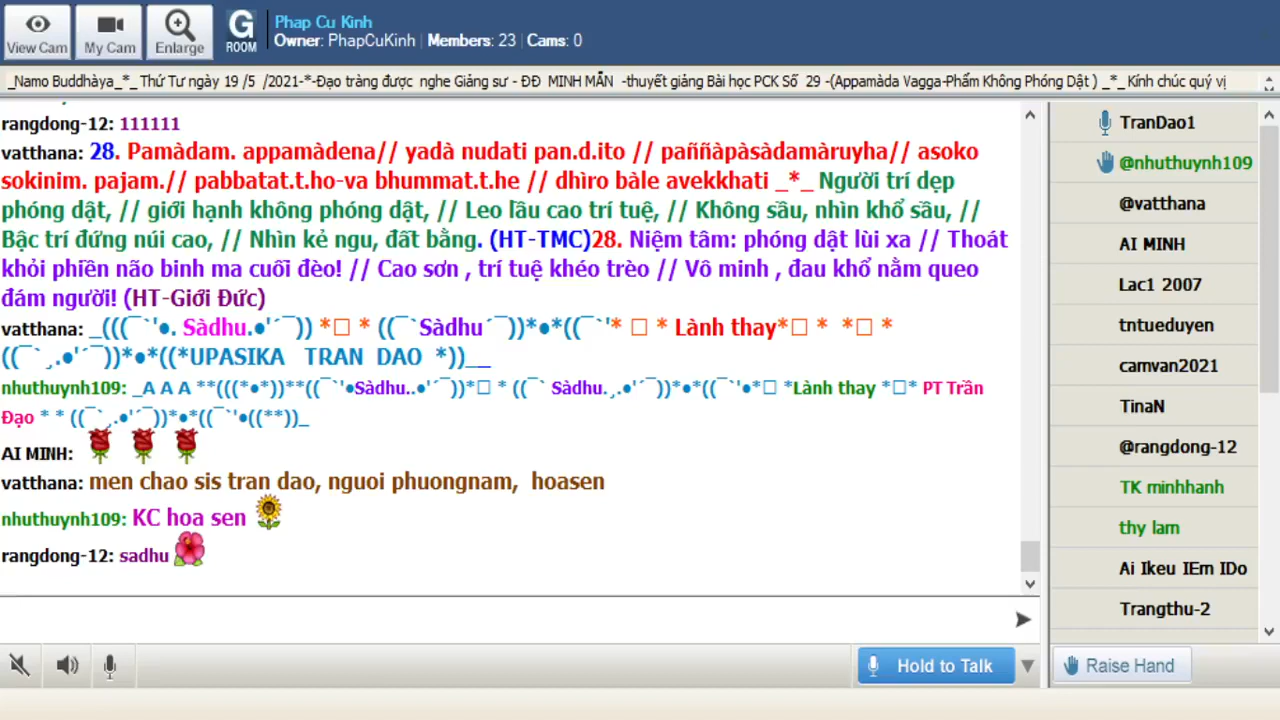 View Cam
My Cam
Enlarge
G ROOM
Phap Cu Kinh
Owner: PhapCuKinh | Members: 23 | Cams: 0
_Namo Buddhàya_*_ Thứ Tư ngày 19 /5 /2021-*-Đạo tràng được nghe Giảng sư - ĐĐ MINH MẪN -thuyết giảng Bài học PCK Số 29 -(Appamàda Vagga-Phẩm Không Phóng Dật ) _*_ Kính chúc quý vị
rangdong-12: 111111
vatthana: 28. Pamàdam. appamàdena// yadà nudati pan.d.ito // paññàpàsàdamàruyha// asoko
sokinim. pajam.// pabbatat.t.ho-va bhummat.t.he // dhìro bàle avekkhati _*_ Người trí dẹp
phóng dật, // giới hạnh không phóng dật, // Leo lầu cao trí tuệ, // Không sầu, nhìn khổ sầu, //
Bậc trí đứng núi cao, // Nhìn kẻ ngu, đất bằng. (HT-TMC)28. Niệm tâm: phóng dật lùi xa // Thoát
khỏi phiền não binh ma cuối đèo! // Cao sơn , trí tuệ khéo trèo // Vô minh , đau khổ nằm queo
đám người! (HT-Giới Đức)
vatthana: _(((¯`'•. Sàdhu.•'´¯)) *□ * ((¯`Sàdhu´¯))*•*((¯`'* □ * Lành thay*□ * *□ *
((¯`¸.•'´¯))*•*((*UPASIKA TRAN DAO *))__
nhuthuynh109: _A A A **(((*•*))**((¯`'•Sàdhu..•'´¯))*□ * ((¯` Sàdhu.¸.•'´¯))*•*((¯`'•*□ *Lành thay *□* PT Trần
Đạo * * ((¯`¸.•'´¯))*•*((¯`'•((**))_
AI MINH:
vatthana: men chao sis tran dao, nguoi phuongnam, hoasen
nhuthuynh109: KC hoa sen
rangdong-12: sadhu
Hold to Talk
TranDao1
@nhuthuynh109
@vatthana
AI MINH
Lac1 2007
tntueduyen
camvan2021
TinaN
@rangdong-12
TK minhhanh
thy lam
Ai Ikeu IEm IDo
Trangthu-2
Raise Hand